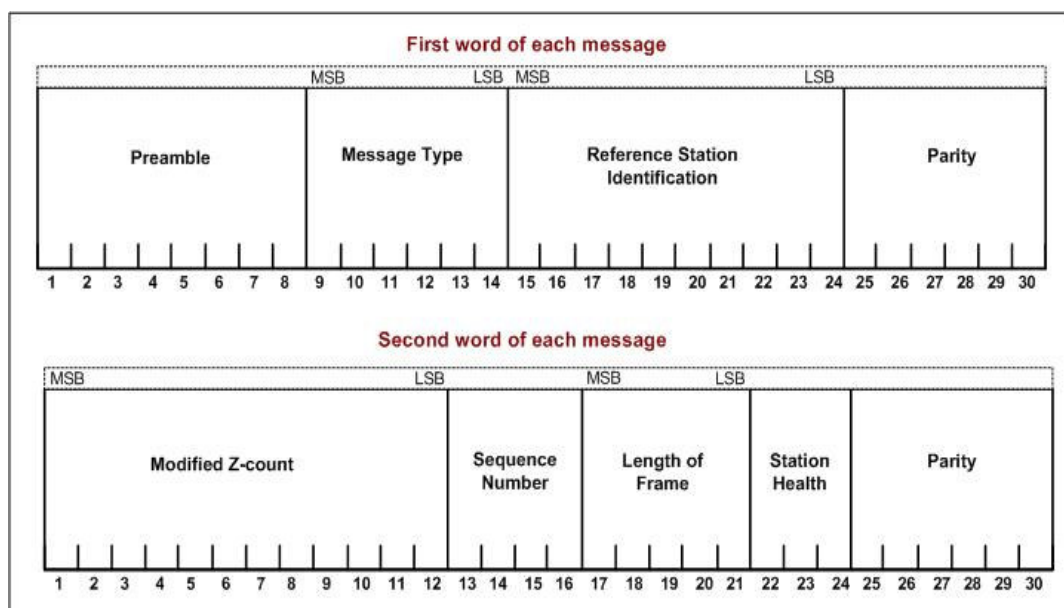 First word of each message
MSB LSB MSB LSB
Preamble Message Type Reference Station Identification Parity
1 2 3 4 5 6 7 8 9 10 11 12 13 14 15 16 17 18 19 20 21 22 23 24 25 26 27 28 29 30
Second word of each message
MSB LSB MSB LSB
Modified Z-count Sequence Number Length of Frame Station Health Parity
1 2 3 4 5 6 7 8 9 10 11 12 13 14 15 16 17 18 19 20 21 22 23 24 25 26 27 28 29 30